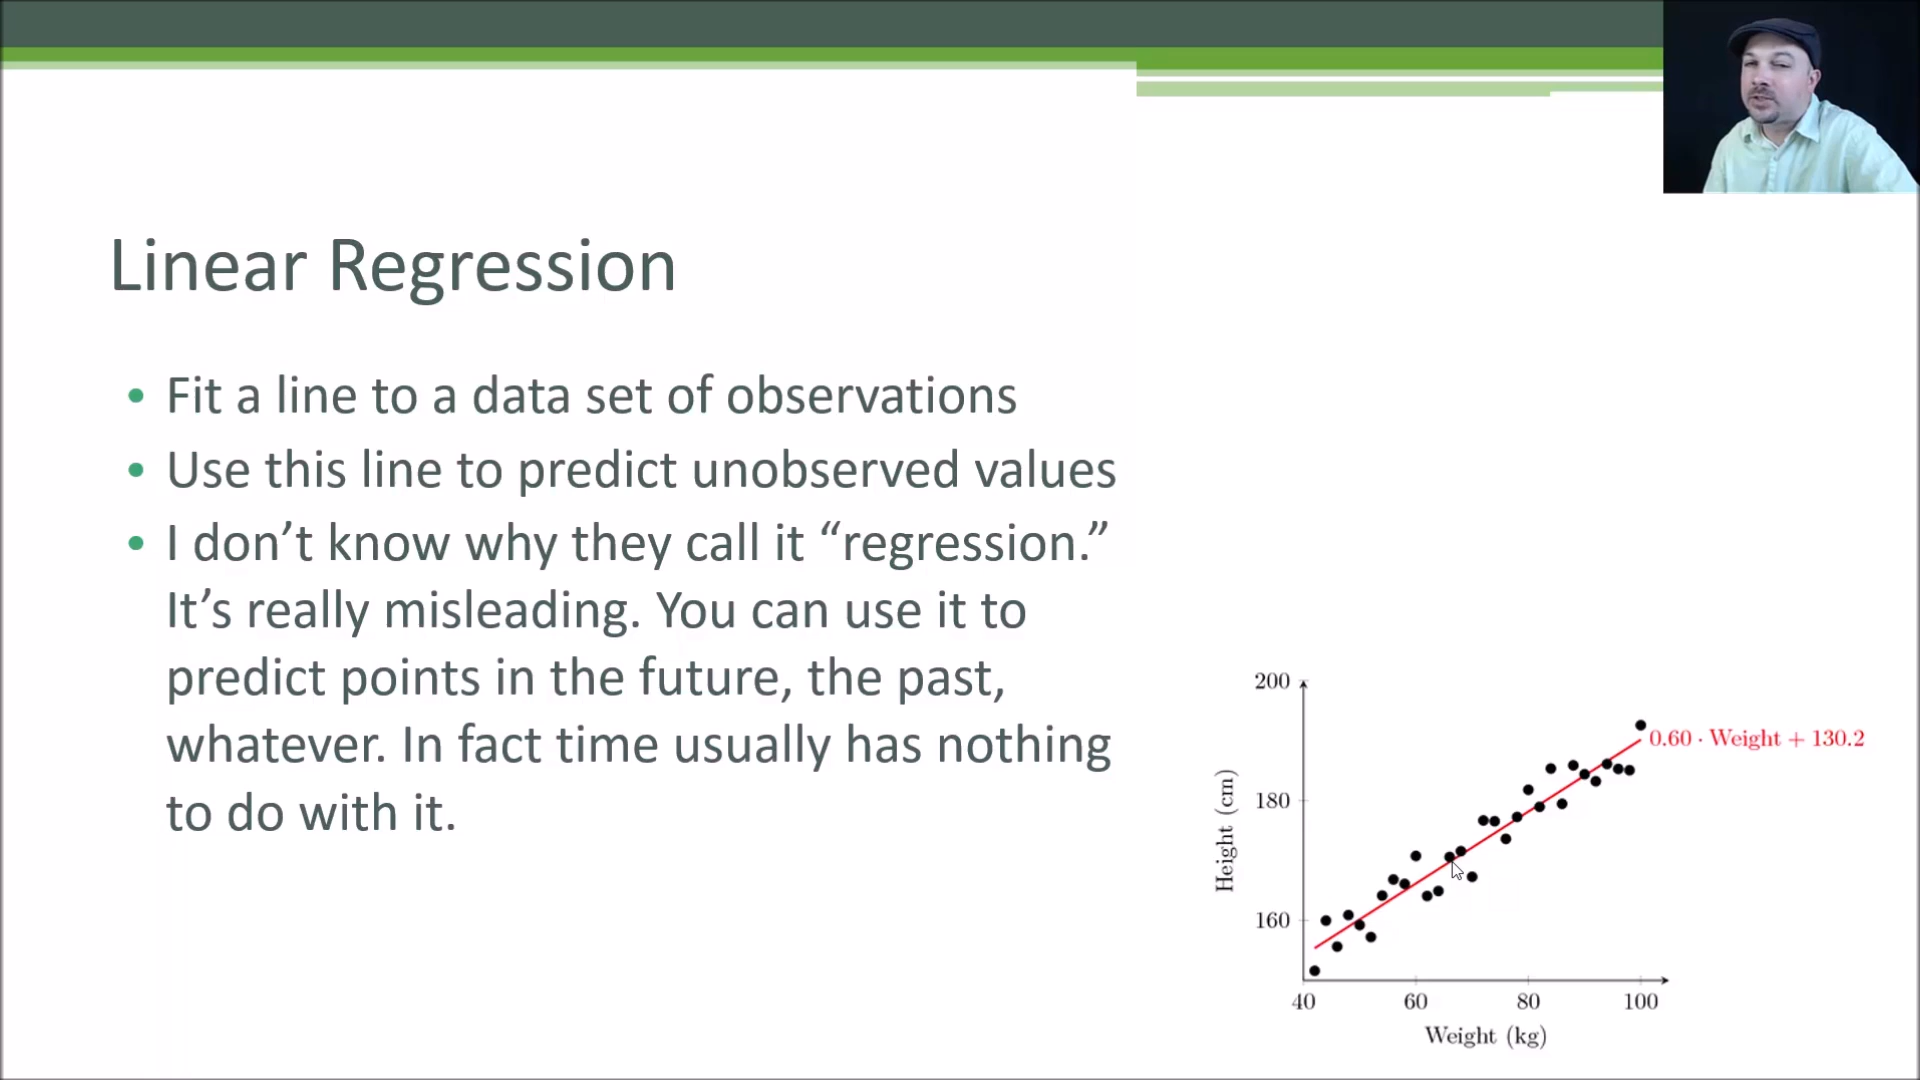 Linear Regression
• Fit a line to a data set of observations
• Use this line to predict unobserved values
• I don’t know why they call it “regression.”
It’s really misleading. You can use it to
predict points in the future, the past,
whatever. In fact time usually has nothing
to do with it.
200
0.60 · Weight + 130.2
180
Height (cm)
160
40 60 80 100
Weight (kg)